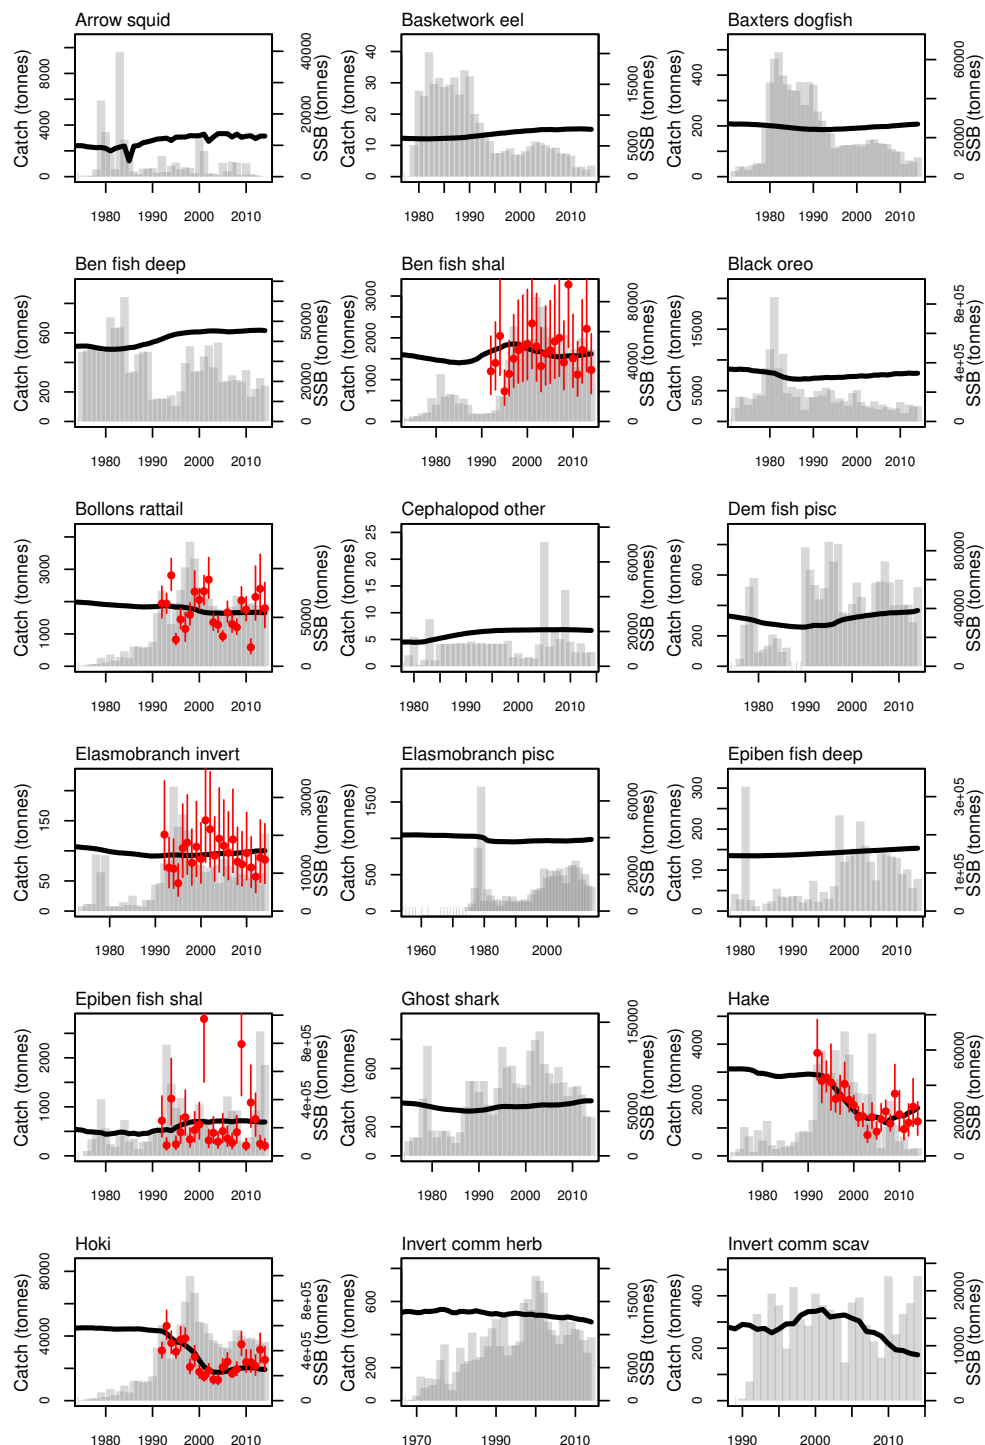 Arrow squid
Catch (tonnes)
0 4000 8000
SSB (tonnes)
0 20000 40000
1980 1990 2000 2010
Basketwork eel
Catch (tonnes)
0 10 20 30 40
SSB (tonnes)
0 5000 15000
1980 1990 2000 2010
Baxters dogfish
Catch (tonnes)
0 200 400
SSB (tonnes)
0 20000 60000
1980 1990 2000 2010
Ben fish deep
Catch (tonnes)
0 200 600
SSB (tonnes)
0 20000 50000
1980 1990 2000 2010
Ben fish shal
Catch (tonnes)
0 1000 2000 3000
SSB (tonnes)
0 40000 80000
1980 1990 2000 2010
Black oreo
Catch (tonnes)
0 5000 15000
SSB (tonnes)
0 4e+05 8e+05
1980 1990 2000 2010
Bollons rattail
Catch (tonnes)
0 1000 3000
SSB (tonnes)
0 50000
1980 1990 2000 2010
Cephalopod other
Catch (tonnes)
0 5 10 15 20 25
SSB (tonnes)
0 20000 60000
1980 1990 2000 2010
Dem fish pisc
Catch (tonnes)
0 200 600
SSB (tonnes)
0 40000 80000
1980 1990 2000 2010
Elasmobranch invert
Catch (tonnes)
0 50 150
SSB (tonnes)
0 10000 30000
1980 1990 2000 2010
Elasmobranch pisc
Catch (tonnes)
0 500 1500
SSB (tonnes)
0 20000 60000
1960 1980 2000
Epiben fish deep
Catch (tonnes)
0 100 200 300
SSB (tonnes)
0 1e+05 3e+05
1980 1990 2000 2010
Epiben fish shal
Catch (tonnes)
0 1000 2000
SSB (tonnes)
0 4e+05 8e+05
1980 1990 2000 2010
Ghost shark
Catch (tonnes)
0 200 400 600
SSB (tonnes)
0 50000 150000
1980 1990 2000 2010
Hake
Catch (tonnes)
0 2000 4000
SSB (tonnes)
0 20000 60000
1980 1990 2000 2010
Hoki
Catch (tonnes)
0 40000 80000
SSB (tonnes)
0 4e+05 8e+05
1980 1990 2000 2010
Invert comm herb
Catch (tonnes)
0 200 600
SSB (tonnes)
0 5000 15000
1970 1990 2010
Invert comm scav
Catch (tonnes)
0 200 400
SSB (tonnes)
0 10000 20000
1990 2000 2010